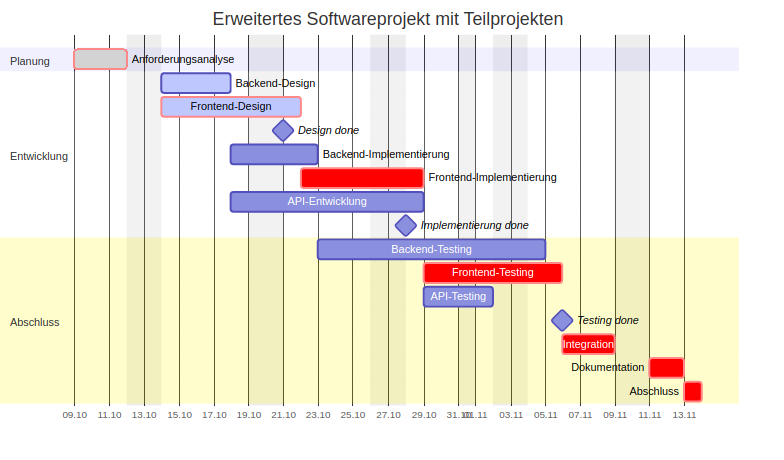 Erweitertes Softwareprojekt mit Teilprojekten
Planung
Anforderungsanalyse
Backend-Design
Frontend-Design
Design done
Entwicklung
Backend-Implementierung
Frontend-Implementierung
API-Entwicklung
Implementierung done
Backend-Testing
Frontend-Testing
API-Testing
Abschluss
Testing done
Integration
Dokumentation
Abschluss
09.10 11.10 13.10 15.10 17.10 19.10 21.10 23.10 25.10 27.10 29.10 31.10 01.11 03.11 05.11 07.11 09.11 11.11 13.11